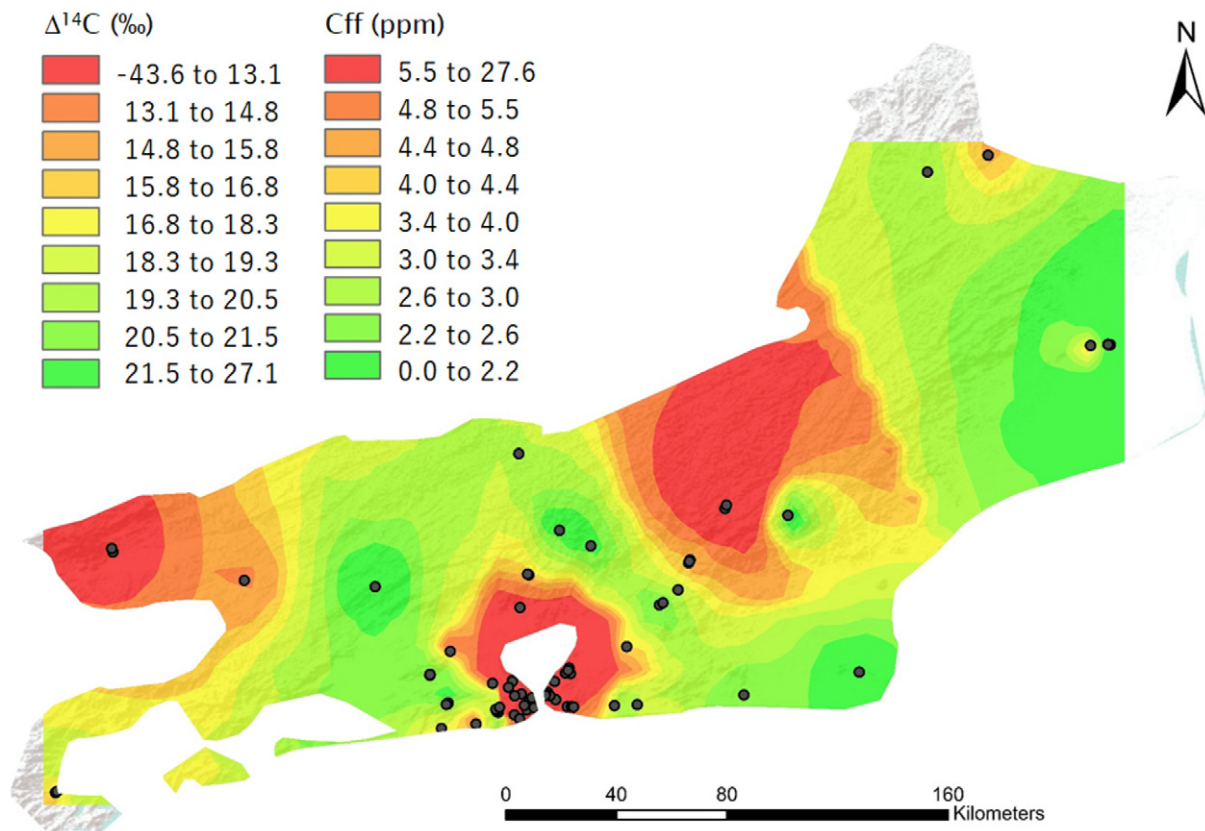 Δ¹⁴C (‰) Cff (ppm)
-43.6 to 13.1 5.5 to 27.6
13.1 to 14.8 4.8 to 5.5
14.8 to 15.8 4.4 to 4.8
15.8 to 16.8 4.0 to 4.4
16.8 to 18.3 3.4 to 4.0
18.3 to 19.3 3.0 to 3.4
19.3 to 20.5 2.6 to 3.0
20.5 to 21.5 2.2 to 2.6
21.5 to 27.1 0.0 to 2.2
N
0 40 80 160
Kilometers